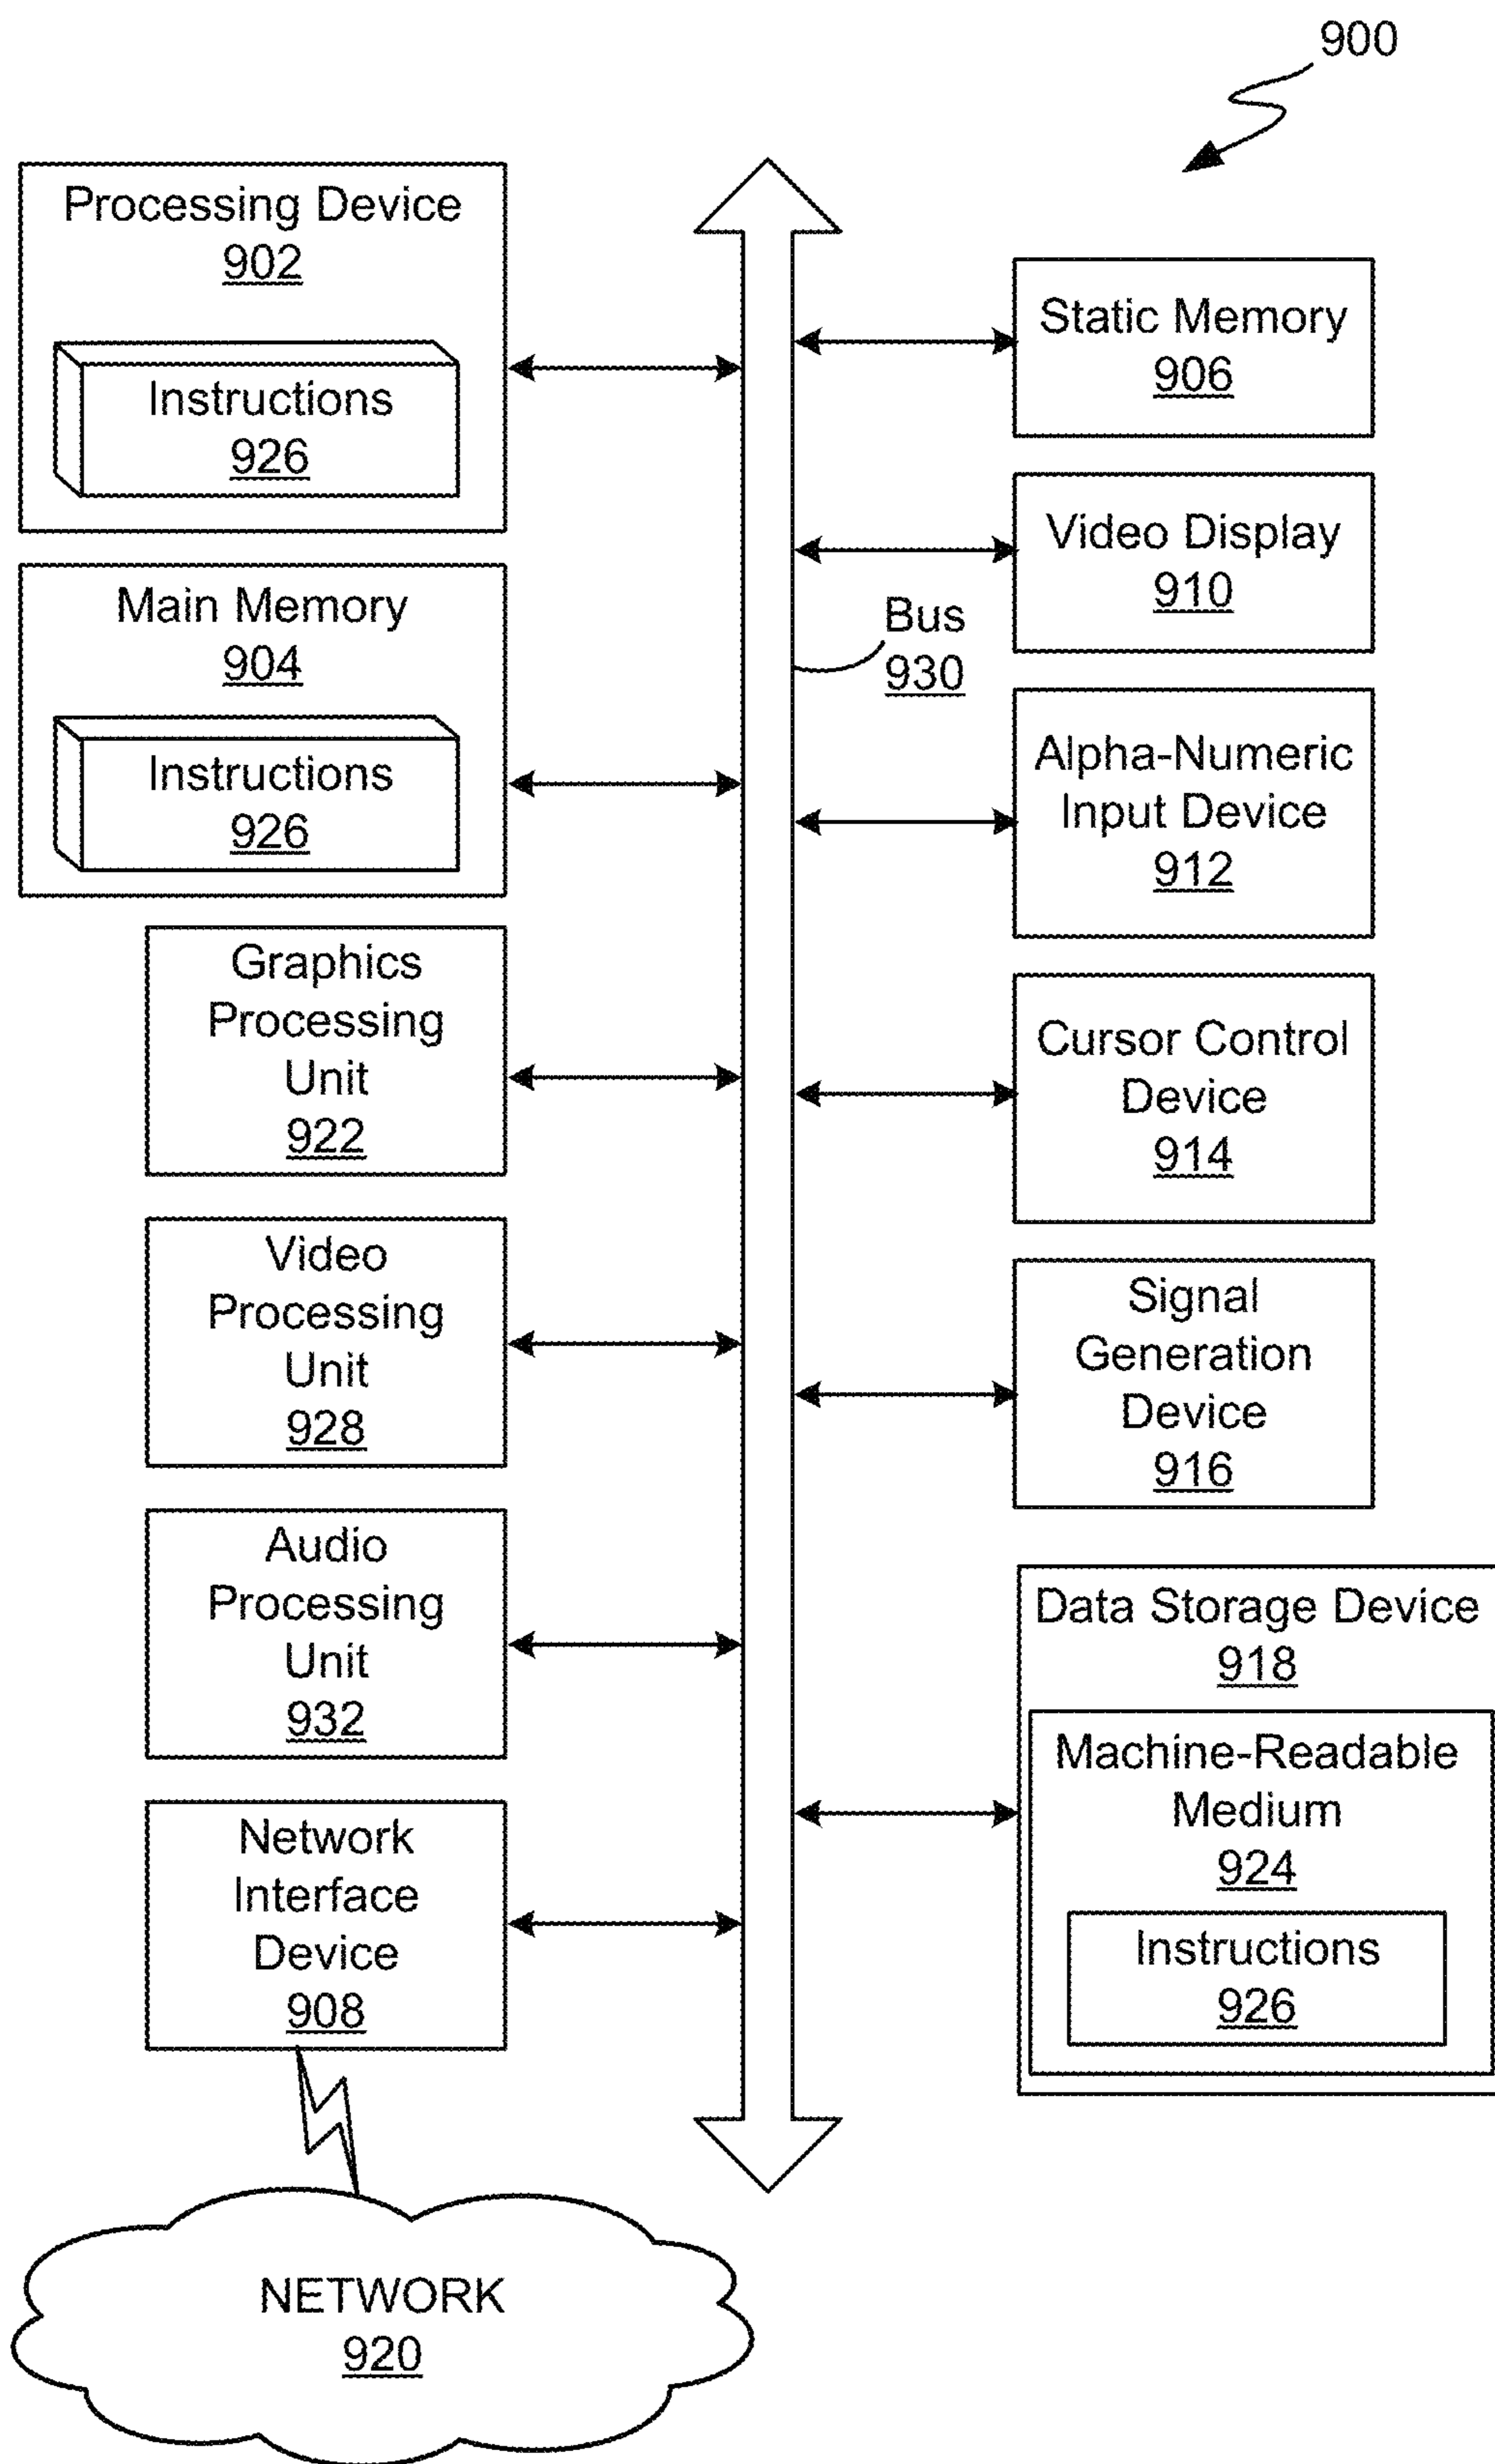 900
Processing Device
902
Instructions
926
Main Memory
904
Instructions
926
Graphics
Processing
Unit
922
Video
Processing
Unit
928
Audio
Processing
Unit
932
Network
Interface
Device
908
NETWORK
920
Bus
930
Static Memory
906
Video Display
910
Alpha-Numeric
Input Device
912
Cursor Control
Device
914
Signal
Generation
Device
916
Data Storage Device
918
Machine-Readable
Medium
924
Instructions
926